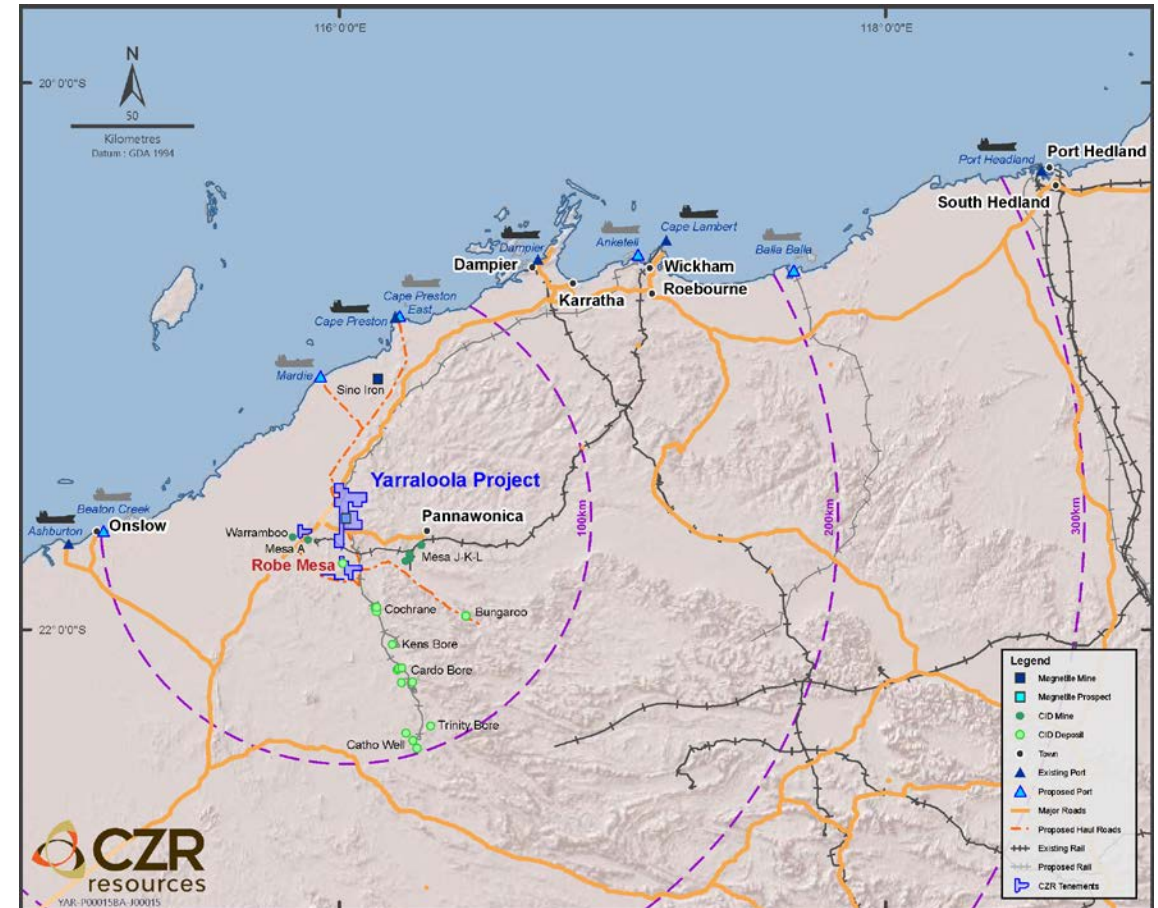 116°0'0"E
118°0'0"E
20°0'0"S
N
50
Kilometres
Datum : GDA 1994
Port Headland
Port Hedland
South Hedland
Cape Lambert
Anketell
Dampier
Balla Balla
Dampier
Wickham
Karratha
Roebourne
Cape Preston
East
Cape Preston
Mardie
Sino Iron
Yarraloola Project
100km
200km
300km
Beaton Creek
Ashburton
Onslow
Warramboo
Mesa A
Pannawonica
Mesa J-K-L
Robe Mesa
Cochrane
Bungaroo
22°0'0"S
Kens Bore
Cardo Bore
Trinity Bore
Catho Well
Legend
Magnetite Mine
Magnetite Prospect
CID Mine
CID Deposit
Town
Existing Port
Proposed Port
Major Roads
Proposed Haul Roads
Existing Rail
Proposed Rail
CZR Tenements
CZR
resources
YAR-P00015BA-J00015